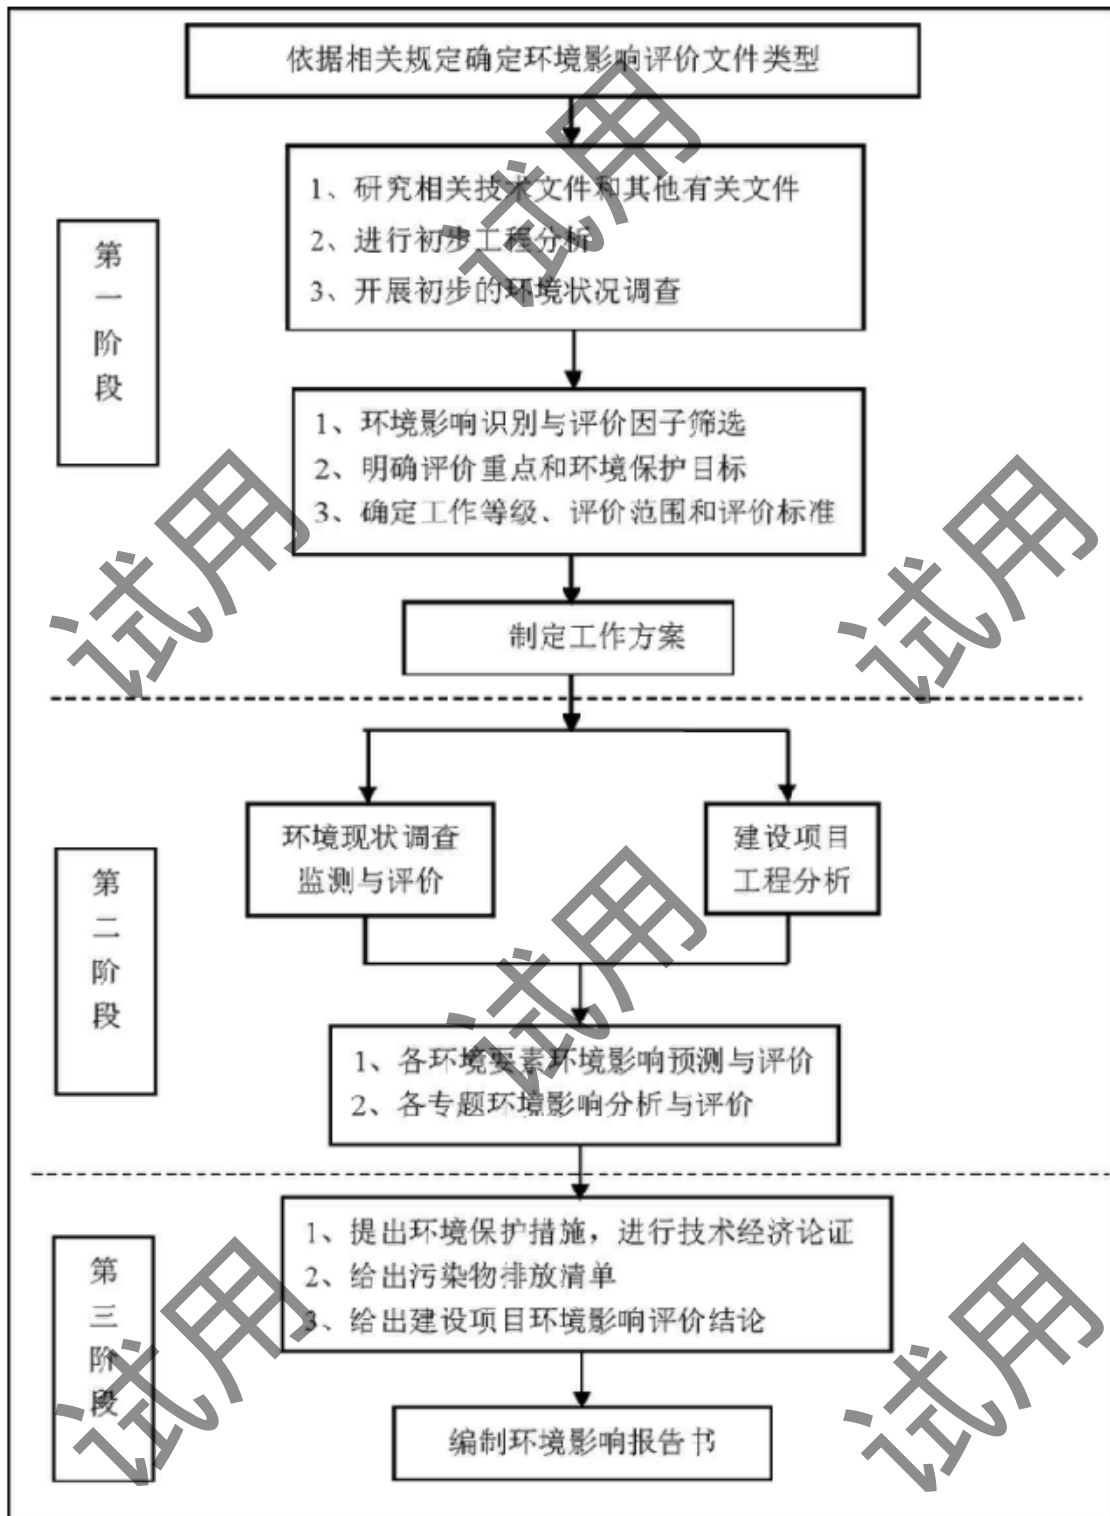 依据相关规定确定环境影响评价文件类型
1、研究相关技术文件和其他有关文件
2、进行初步工程分析
3、开展初步的环境状况调查
第
一
阶
段
1、环境影响识别与评价因子筛选
2、明确评价重点和环境保护目标
3、确定工作等级、评价范围和评价标准
制定工作方案
环境现状调查
监测与评价
建设项目
工程分析
第
二
阶
段
1、各环境要素环境影响预测与评价
2、各专题环境影响分析与评价
1、提出环境保护措施，进行技术经济论证
2、给出污染物排放清单
3、给出建设项目环境影响评价结论
第
三
阶
段
编制环境影响报告书
试用
试用
试用
试用
试用
试用